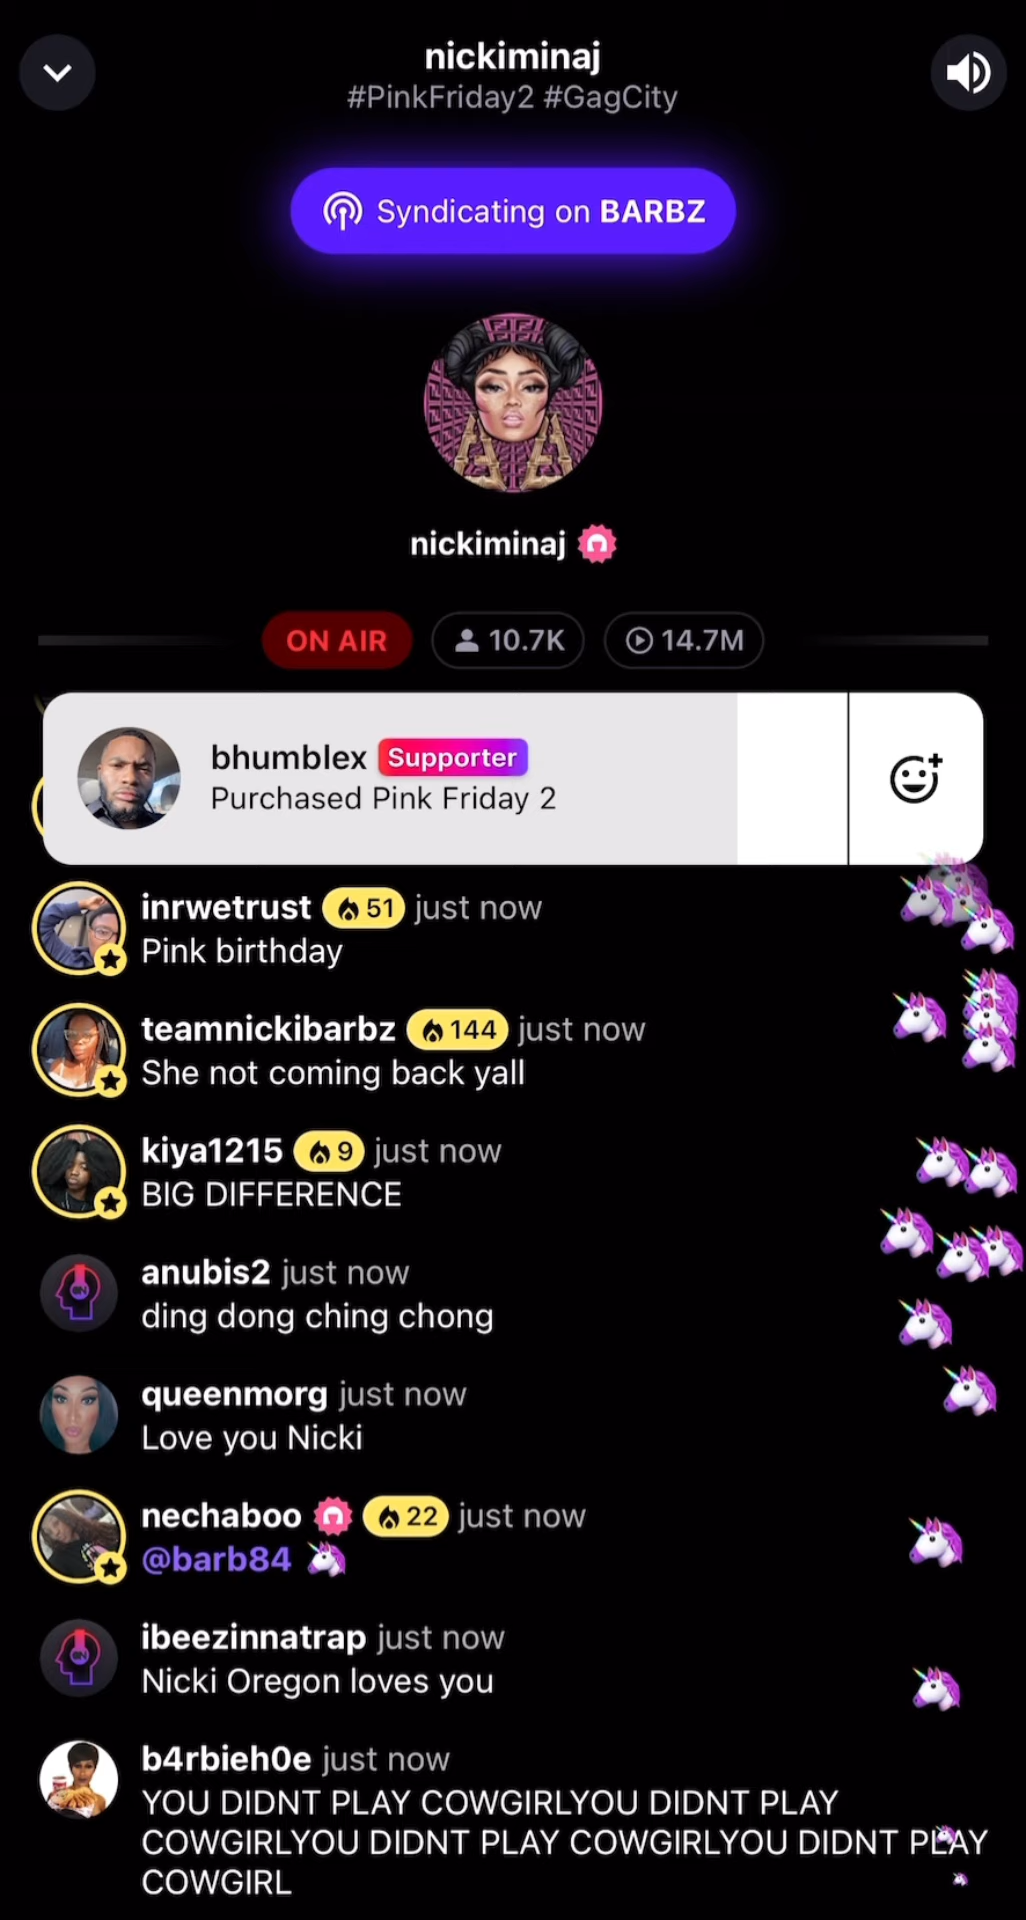 nickiminaj
#PinkFriday2 #GagCity
Syndicating on BARBZ
nickiminaj
ON AIR 10.7K 14.7M
bhumblex Supporter
Purchased Pink Friday 2
inrwetrust 51 just now
Pink birthday
teamnickibarbz 144 just now
She not coming back yall
kiya1215 9 just now
BIG DIFFERENCE
anubis2 just now
ding dong ching chong
queenmorg just now
Love you Nicki
nechaboo 22 just now
@barb84 🦄
ibeezinnatrap just now
Nicki Oregon loves you
b4rbieh0e just now
YOU DIDNT PLAY COWGIRLYOU DIDNT PLAY
COWGIRLYOU DIDNT PLAY COWGIRLYOU DIDNT PLAY
COWGIRL